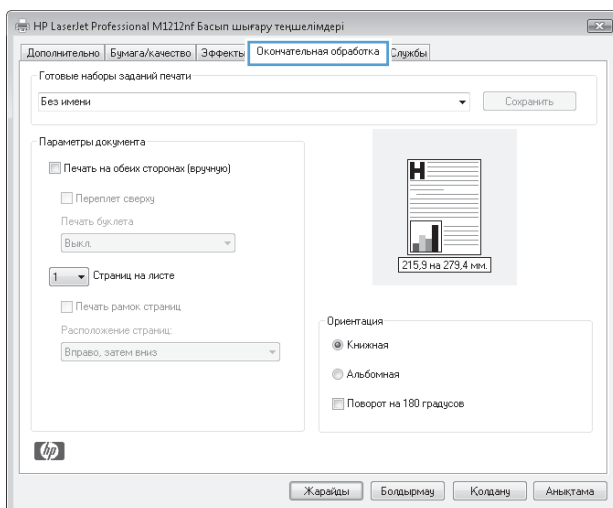 HP LaserJet Professional M1212nf Басып шығару теңшелімдері
Дополнительно Бумага/качество Эффекты Окончательная обработка Службы
Готовые наборы заданий печати
Без имени Сохранить
Параметры документа
Печать на обеих сторонах (вручную)
Переплет сверху
Печать буклета
Выкл.
1 Страниц на листе
Печать рамок страниц
Расположение страниц:
Вправо, затем вниз
H
215,9 на 279,4 мм.
Ориентация
Книжная
Альбомная
Поворот на 180 градусов
hp
Жарайды Болдырмау Қолдану Анықтама